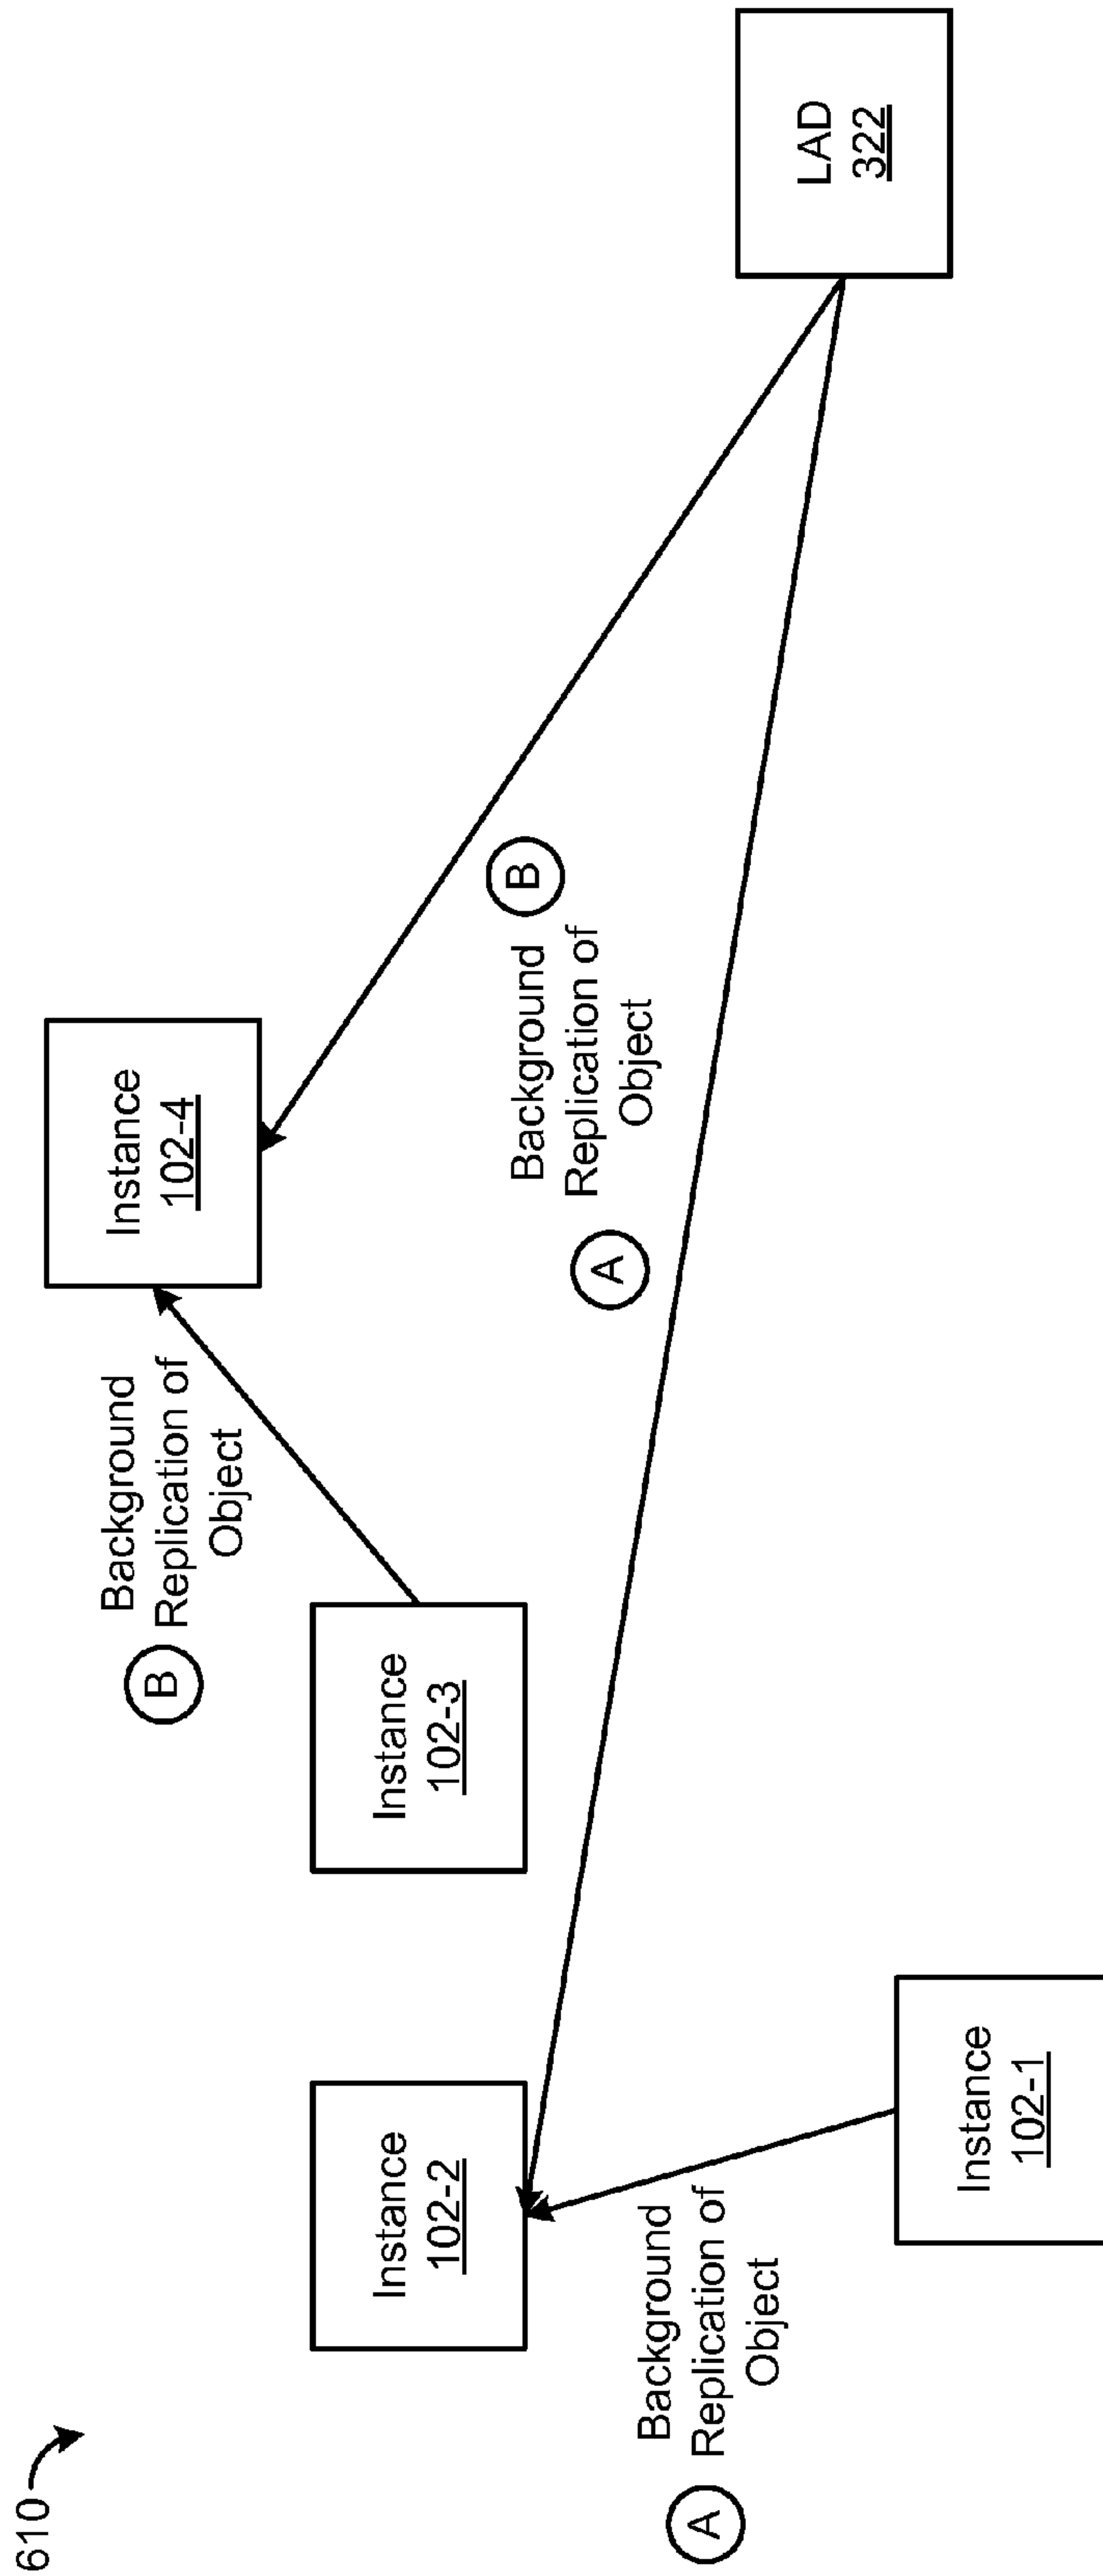 610
Instance
102-4
Background
Replication of
Object
B
Instance
102-2
Instance
102-3
B
Background
Replication of
Object
A
Background
Replication of
Object
A
LAD
322
Instance
102-1